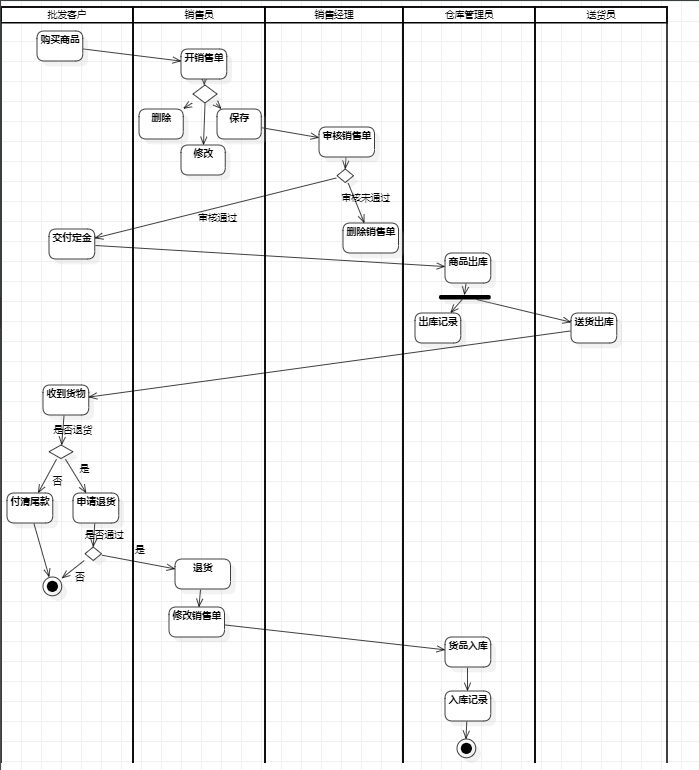 批发客户
销售员
销售经理
仓库管理员
送货员
购买商品
开销售单
删除
保存
修改
审核销售单
审核未通过
审核通过
删除销售单
交付定金
商品出库
出库记录
送货出库
收到货物
是否退货
是
否
付清尾款
申请退货
是否通过
是
否
退货
修改销售单
货品入库
入库记录